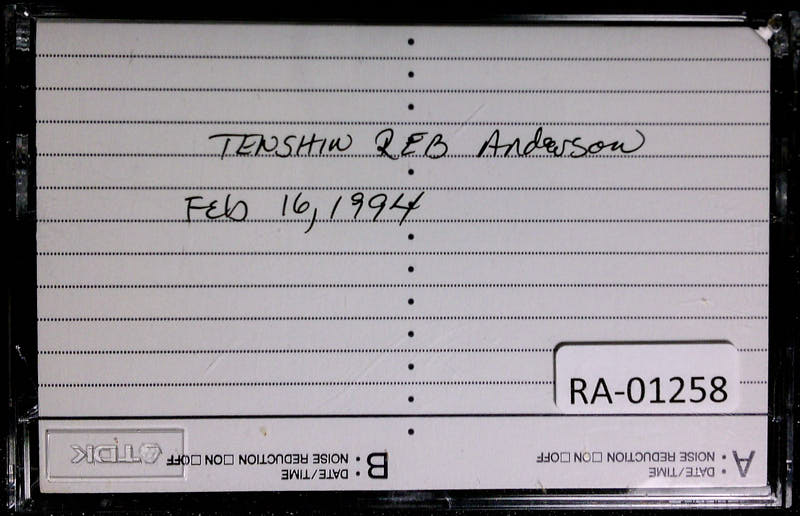 TENSHIN REB Anderson
Feb 16, 1994
RA-01258
TDK
B: • DATE/TIME
• NOISE REDUCTION □ ON □ OFF
A • DATE/TIME
• NOISE REDUCTION □ ON □ OFF